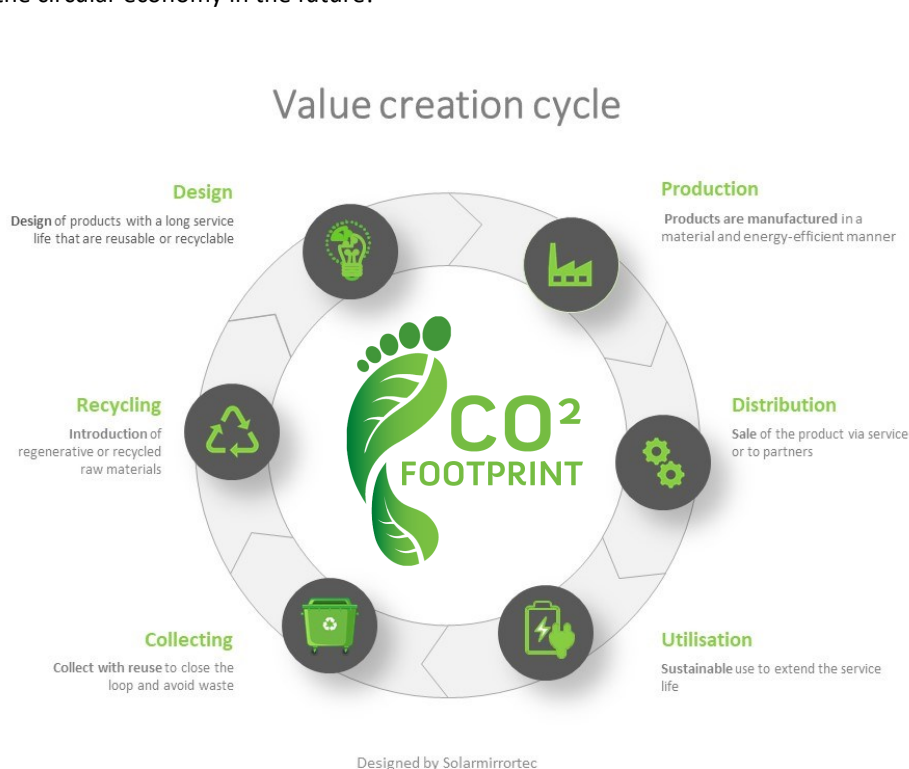 the circular economy in the future.
Value creation cycle
Design
Design of products with a long service
life that are reusable or recyclable
Production
Products are manufactured in a
material and energy-efficient manner
Recycling
Introduction of
regenerative or recycled
raw materials
CO²
FOOTPRINT
Distribution
Sale of the product via service
or to partners
Collecting
Collect with reuse to close the
loop and avoid waste
Utilisation
Sustainable use to extend the service
life
Designed by Solarmirrortec